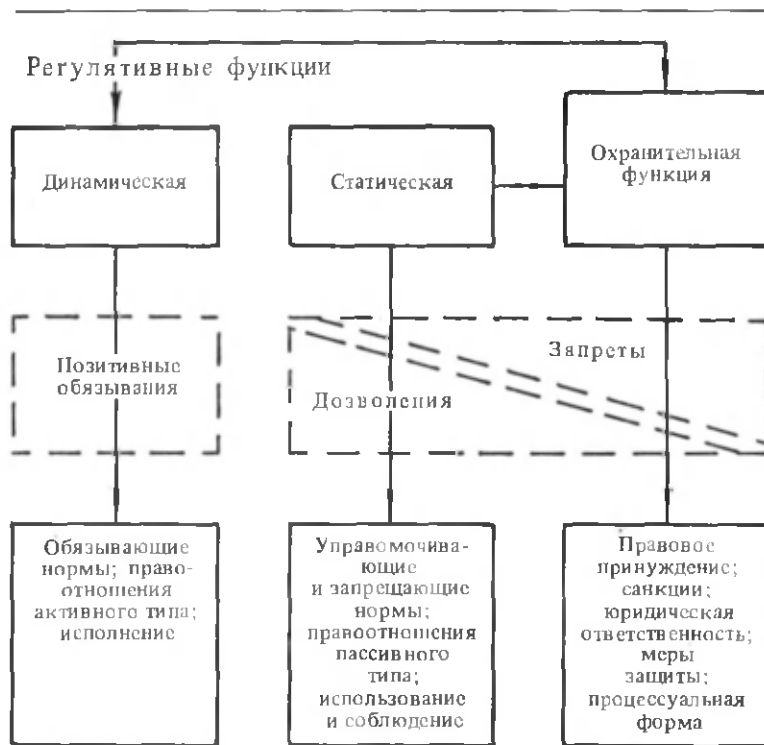 Регулятивные функции
Динамическая
Статическая
Охранительная
функция
Позитивные
обязывания
Дозволения
Запреты
Обязывающие
нормы; право-
отношения
активного типа;
исполнение
Управомочива-
ющие
и запрещающие
нормы;
правоотношения
пассивного
типа;
использование
и соблюдение
Правовое
принуждение;
санкции;
юридическая
ответственность;
меры
защиты;
процессуальная
форма